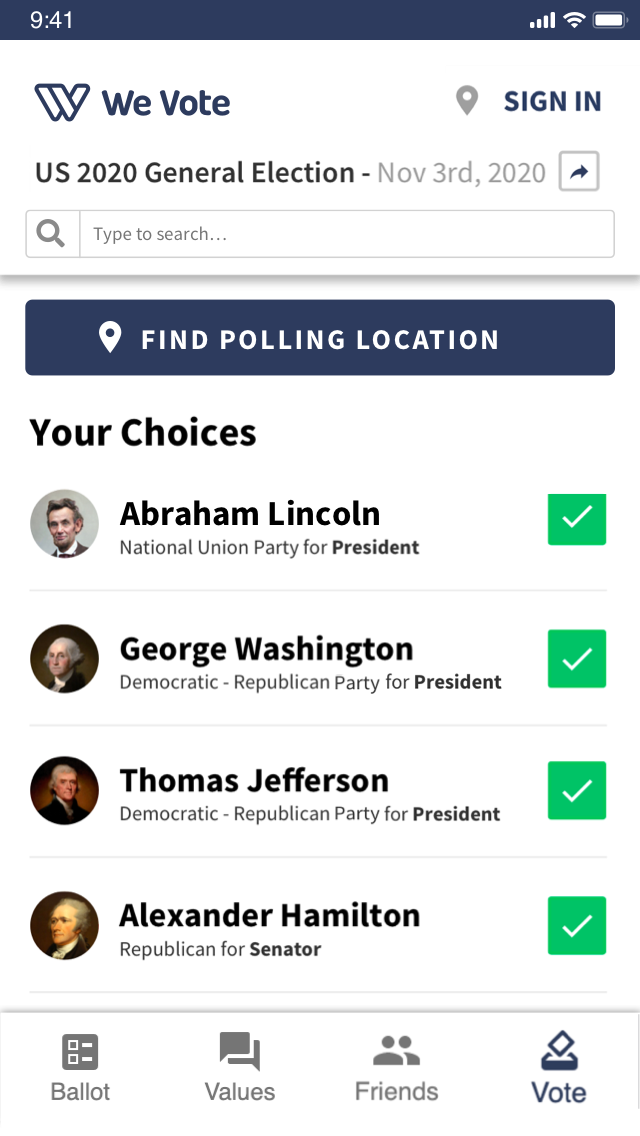 9:41
We Vote
SIGN IN
US 2020 General Election - Nov 3rd, 2020
Type to search...
FIND POLLING LOCATION
Your Choices
Abraham Lincoln
National Union Party for President
George Washington
Democratic - Republican Party for President
Thomas Jefferson
Democratic - Republican Party for President
Alexander Hamilton
Republican for Senator
Ballot Values Friends Vote